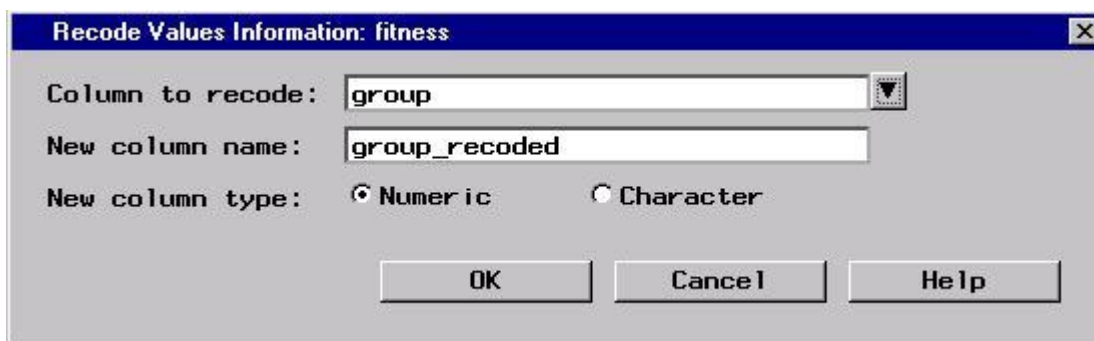 Recode Values Information: fitness
Column to recode: group
New column name: group_recoded
New column type: Numeric Character
OK Cancel Help